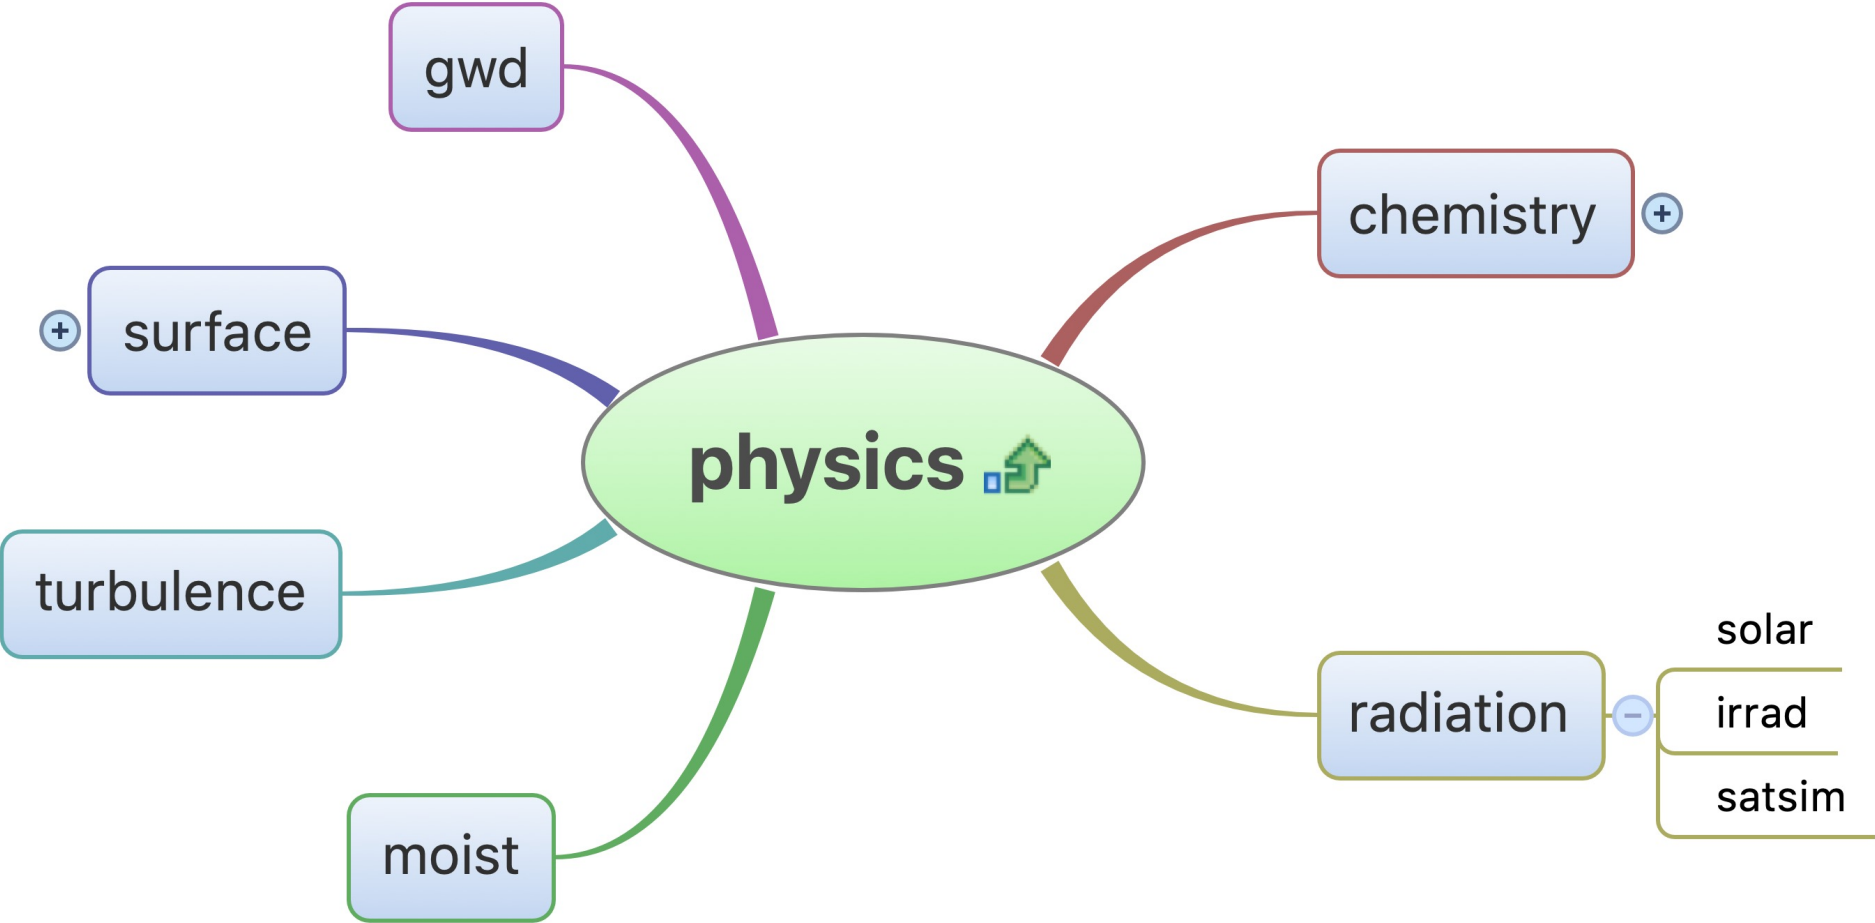 gwd
chemistry
surface
physics
turbulence
solar
radiation
irrad
satsim
moist